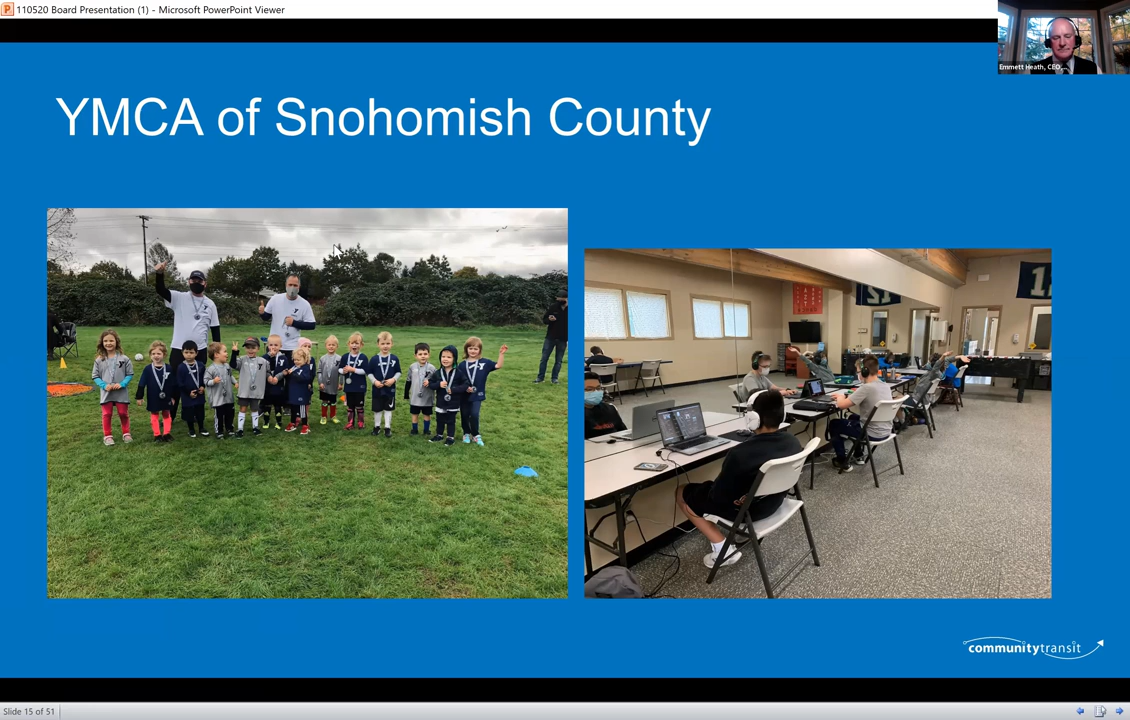 110520 Board Presentation (1) - Microsoft PowerPoint Viewer
Emmett Heath, CEO
YMCA of Snohomish County
12
communitytransit
Slide 15 of 51